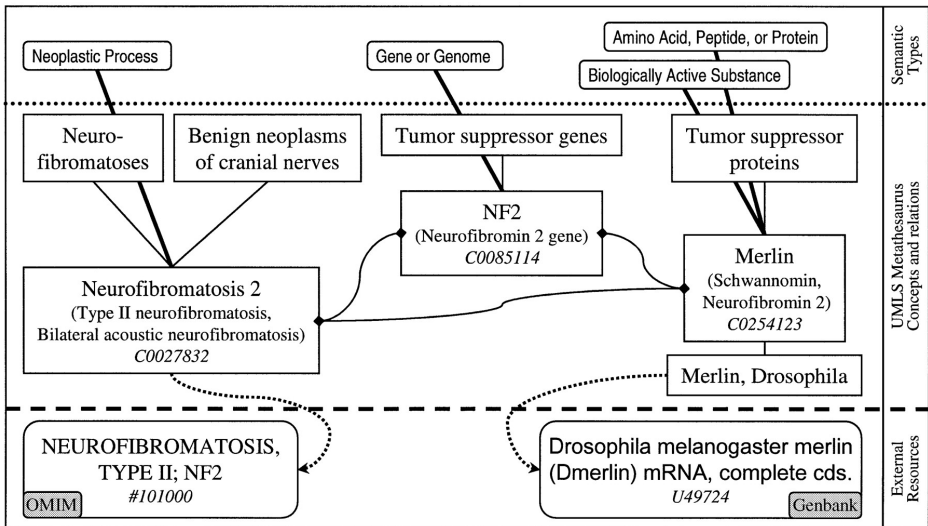 Neoplastic Process
Gene or Genome
Amino Acid, Peptide, or Protein
Biologically Active Substance
Semantic
Types
Neuro-
fibromatoses
Benign neoplasms
of cranial nerves
Tumor suppressor genes
Tumor suppressor
proteins
NF2
(Neurofibromin 2 gene)
C0085114
Merlin
(Schwannomin,
Neurofibromin 2)
C0254123
Neurofibromatosis 2
(Type II neurofibromatosis,
Bilateral acoustic neurofibromatosis)
C0027832
Merlin, Drosophila
UMLS Metathesaurus
Concepts and relations
NEUROFIBROMATOSIS,
TYPE II; NF2
#101000
OMIM
Drosophila melanogaster merlin
(Dmerlin) mRNA, complete cds.
U49724
Genbank
External
Resources